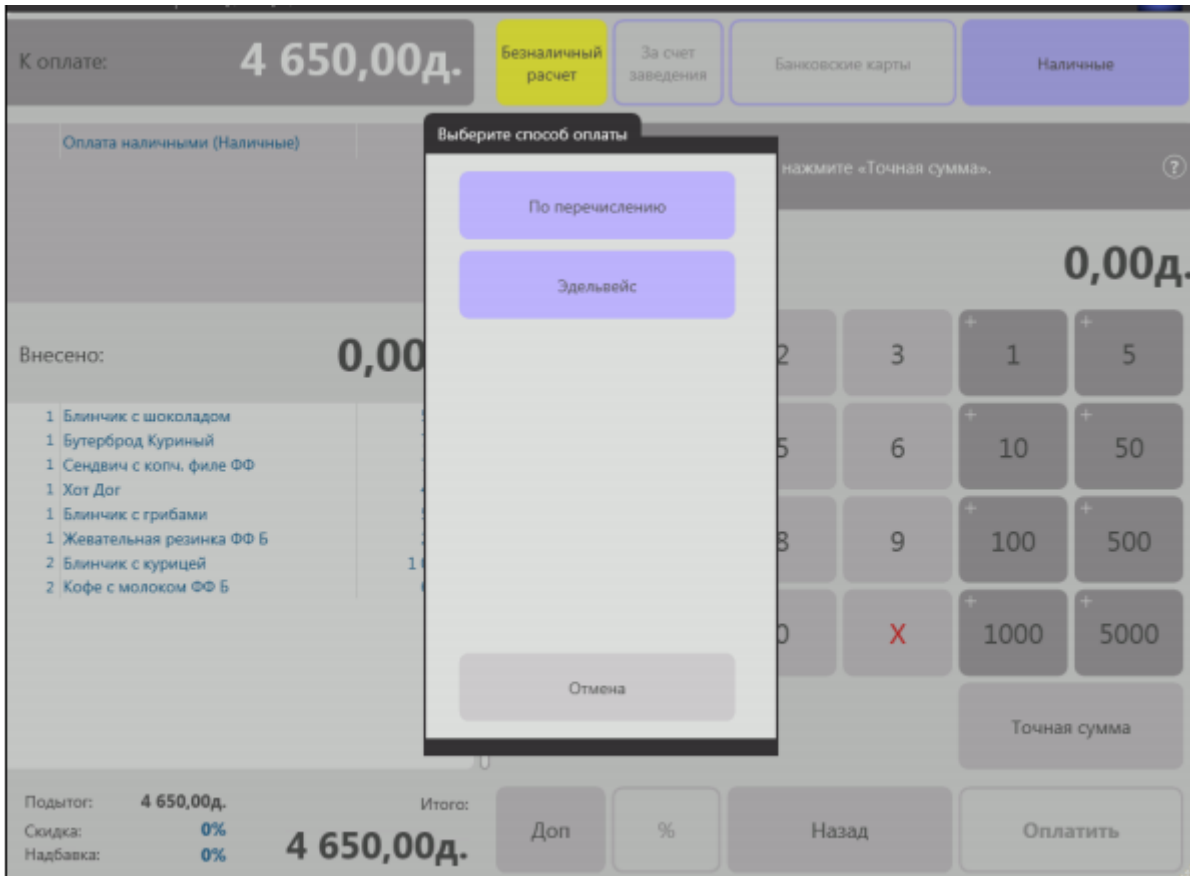 К оплате:
4 650,00д.
Безналичный
расчет
За счет
заведения
Банковские карты
Наличные
Оплата наличными (Наличные)
Выберите способ оплаты
нажмите «Точная сумма».
?
По перечислению
Эдельвейс
0,00д.
Внесено:
0,00
1 Блинчик с шоколадом
1 Бутерброд Куриный
1 Сендвич с копч. филе ФФ
1 Хот Дог
1 Блинчик с грибами
1 Жевательная резинка ФФ Б
2 Блинчик с курицей
2 Кофе с молоком ФФ Б
2 3 + 1 + 5
5 6 + 10 + 50
8 9 + 100 + 500
0 X + 1000 + 5000
Отмена
Точная сумма
Подытог: 4 650,00д.
Скидка: 0%
Надбавка: 0%
Итого:
4 650,00д.
Доп
%
Назад
Оплатить